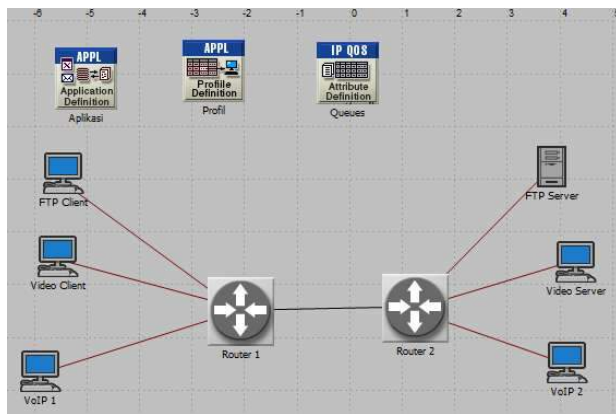 -6 -5 -4 -3 -2 -1 0 1 2 3 4 5
APPL
Application
Definition
Aplikasi
APPL
Profile
Definition
Profil
IP QOS
Attribute
Definition
Queues
FTP Client
FTP Server
Video Client
Video Server
Router 1
Router 2
VoIP 1
VoIP 2